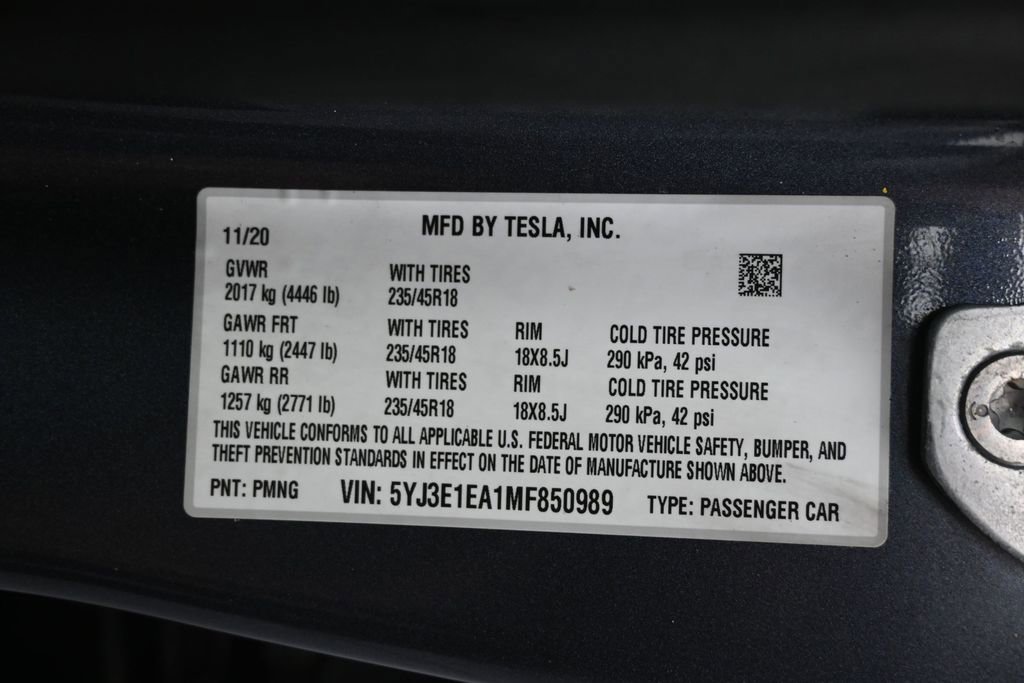 MFD BY TESLA, INC.
11/20
GVWR WITH TIRES
2017 kg (4446 lb) 235/45R18
GAWR FRT WITH TIRES RIM COLD TIRE PRESSURE
1110 kg (2447 lb) 235/45R18 18X8.5J 290 kPa, 42 psi
GAWR RR WITH TIRES RIM COLD TIRE PRESSURE
1257 kg (2771 lb) 235/45R18 18X8.5J 290 kPa, 42 psi
THIS VEHICLE CONFORMS TO ALL APPLICABLE U.S. FEDERAL MOTOR VEHICLE SAFETY, BUMPER, AND
THEFT PREVENTION STANDARDS IN EFFECT ON THE DATE OF MANUFACTURE SHOWN ABOVE.
PNT: PMNG VIN: 5YJ3E1EA1MF850989 TYPE: PASSENGER CAR